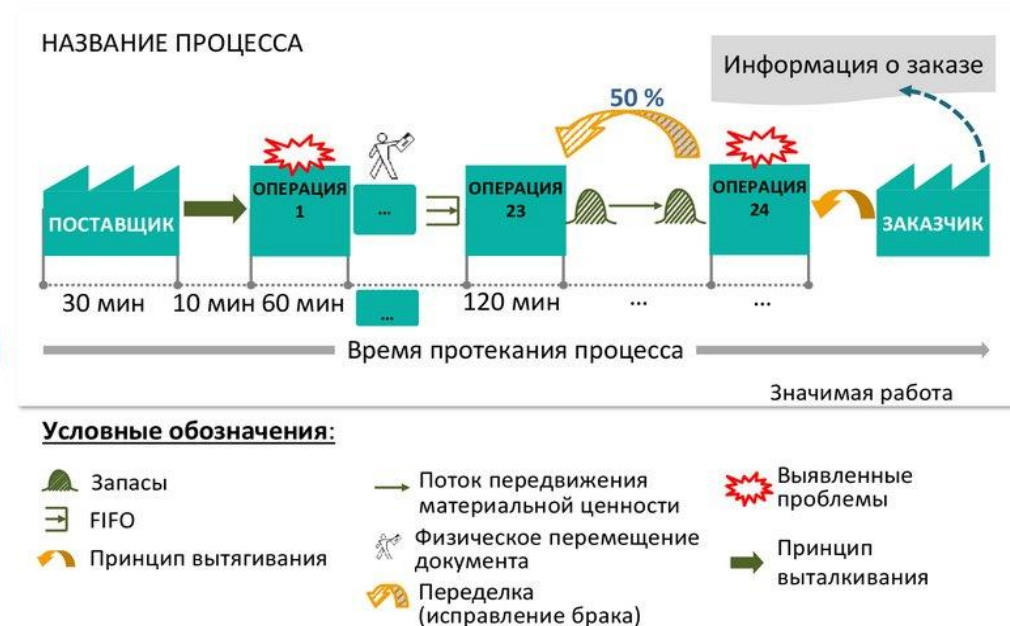 НАЗВАНИЕ ПРОЦЕССА
Информация о заказе
50 %
ПОСТАВЩИК
ОПЕРАЦИЯ
1
...
ОПЕРАЦИЯ
23
ОПЕРАЦИЯ
24
ЗАКАЗЧИК
30 мин
10 мин
60 мин
...
120 мин
...
...
Время протекания процесса
Значимая работа
Условные обозначения:
Запасы
FIFO
Принцип вытягивания
Поток передвижения
материальной ценности
Физическое перемещение
документа
Переделка
(исправление брака)
Выявленные
проблемы
Принцип
выталкивания